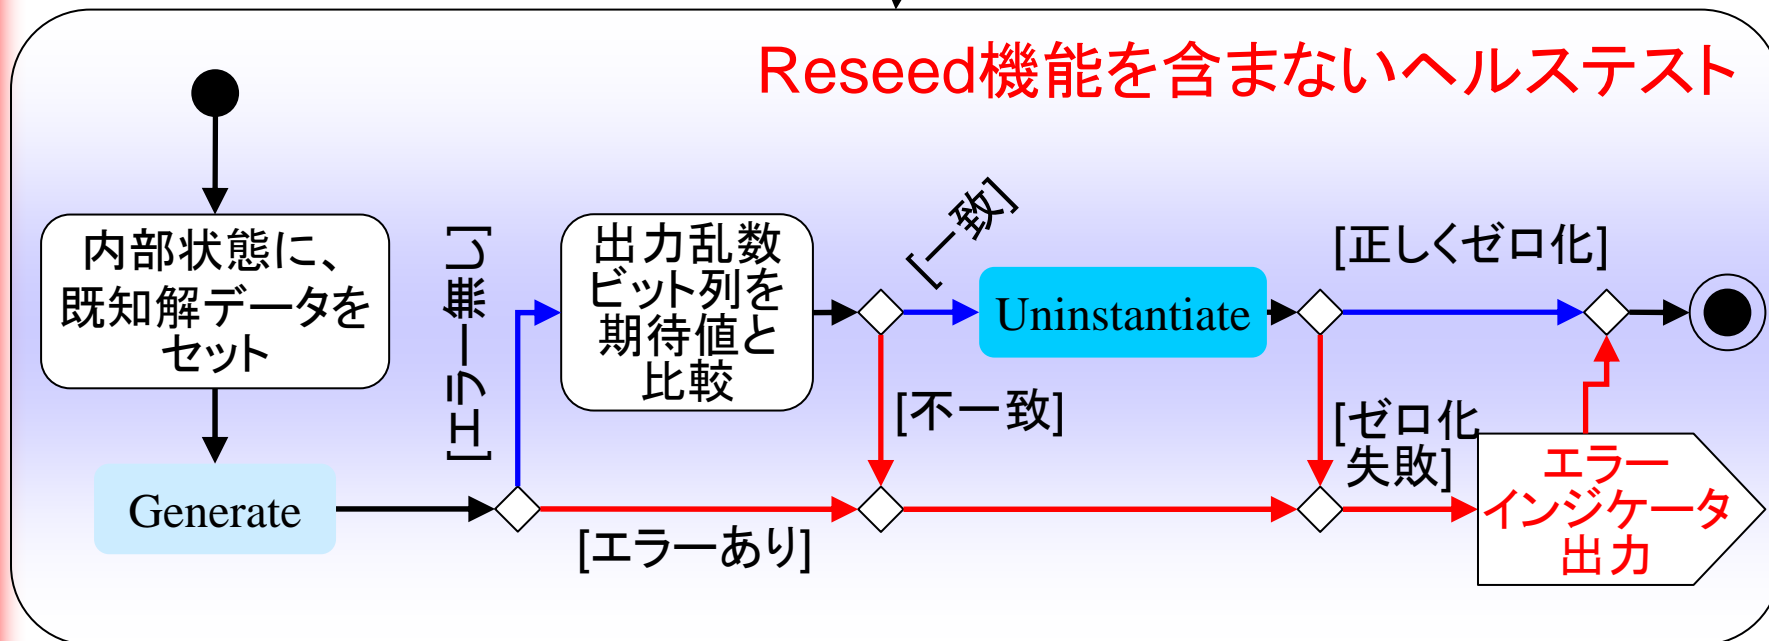 Reseed機能を含まないヘルステスト
内部状態に、
既知解データを
セット
Generate
[エラー無し]
[エラーあり]
出力乱数
ビット列を
期待値と
比較
[一致]
[不一致]
Uninstantiate
[正しくゼロ化]
[ゼロ化
失敗]
エラー
インジケータ
出力